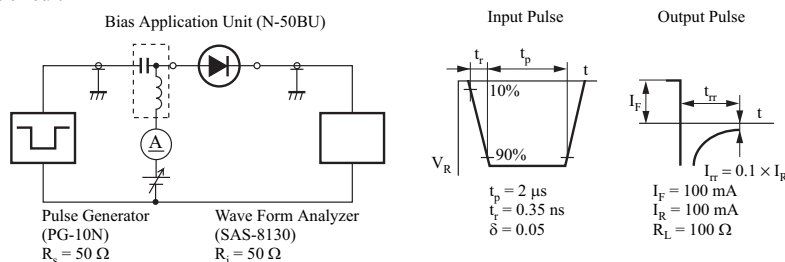 Bias Application Unit (N-50BU)
A
Pulse Generator
(PG-10N)
R_s = 50 Ω
Wave Form Analyzer
(SAS-8130)
R_i = 50 Ω
Input Pulse
t_r
t_p
t
10%
90%
V_R
t_p = 2 μs
t_r = 0.35 ns
δ = 0.05
Output Pulse
I_F
t_rr
t
I_rr = 0.1 × I_R
I_F = 100 mA
I_R = 100 mA
R_L = 100 Ω